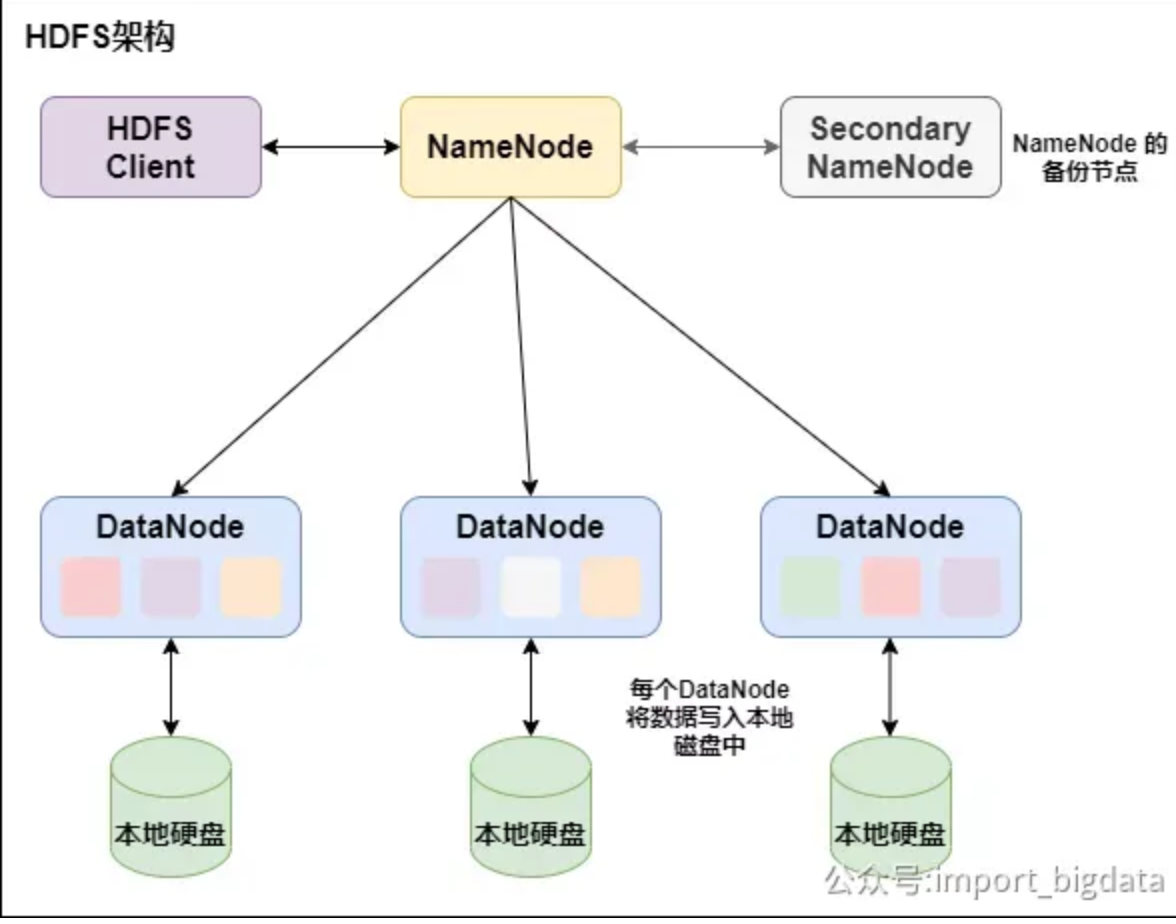 HDFS架构
HDFS
Client
NameNode
Secondary
NameNode
NameNode 的
备份节点
DataNode
DataNode
DataNode
每个DataNode
将数据写入本地
磁盘中
本地硬盘
本地硬盘
本地硬盘
公众号:import_bigdata